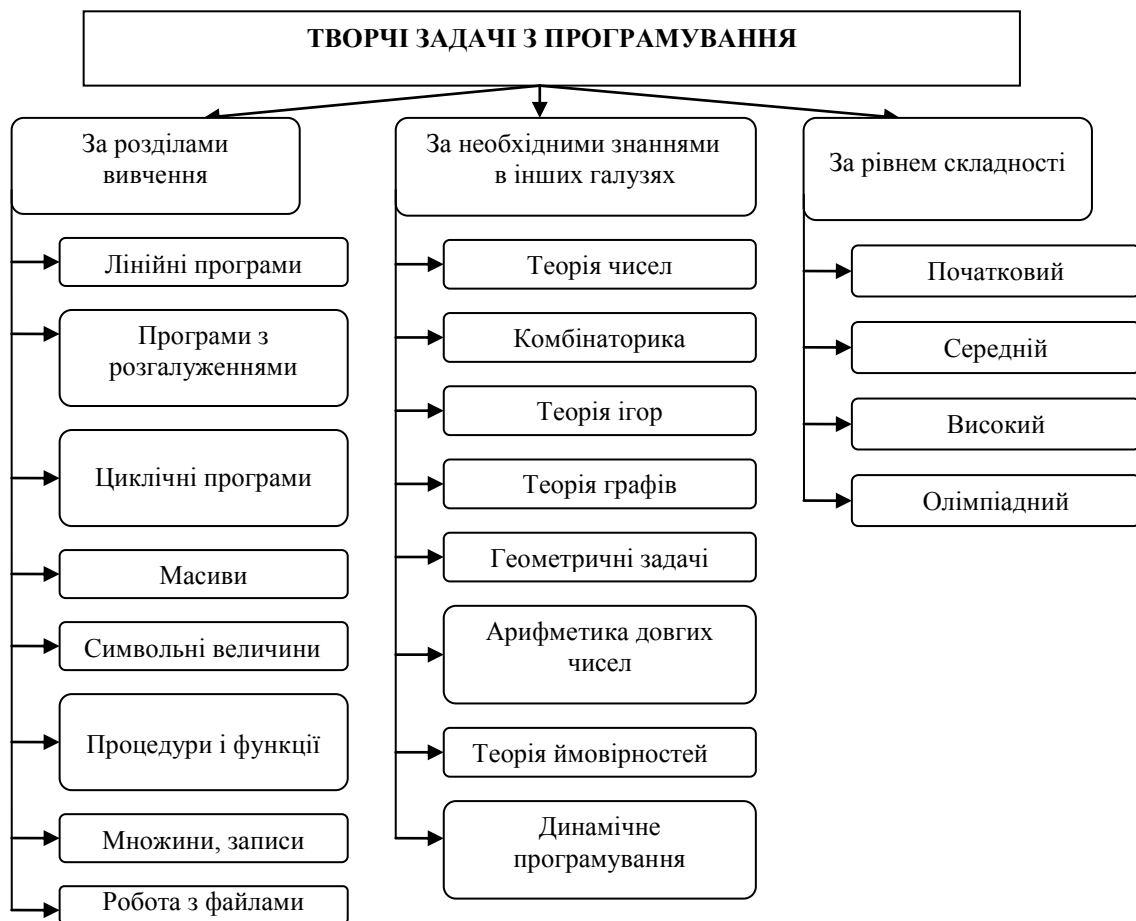 ТВОРЧІ ЗАДАЧІ З ПРОГРАМУВАННЯ
За розділами
вивчення
Лінійні програми
Програми з
розгалуженнями
Циклічні програми
Масиви
Символьні величини
Процедури і функції
Множини, записи
Робота з файлами
За необхідними знаннями
в інших галузях
Теорія чисел
Комбінаторика
Теорія ігор
Теорія графів
Геометричні задачі
Арифметика довгих
чисел
Теорія ймовірностей
Динамічне
програмування
За рівнем складності
Початковий
Середній
Високий
Олімпіадний